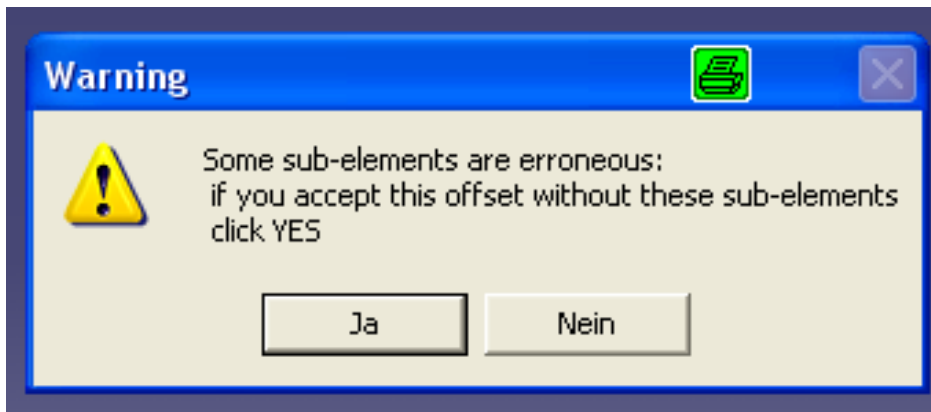 Warning
Some sub-elements are erroneous:
if you accept this offset without these sub-elements
click YES
Ja
Nein